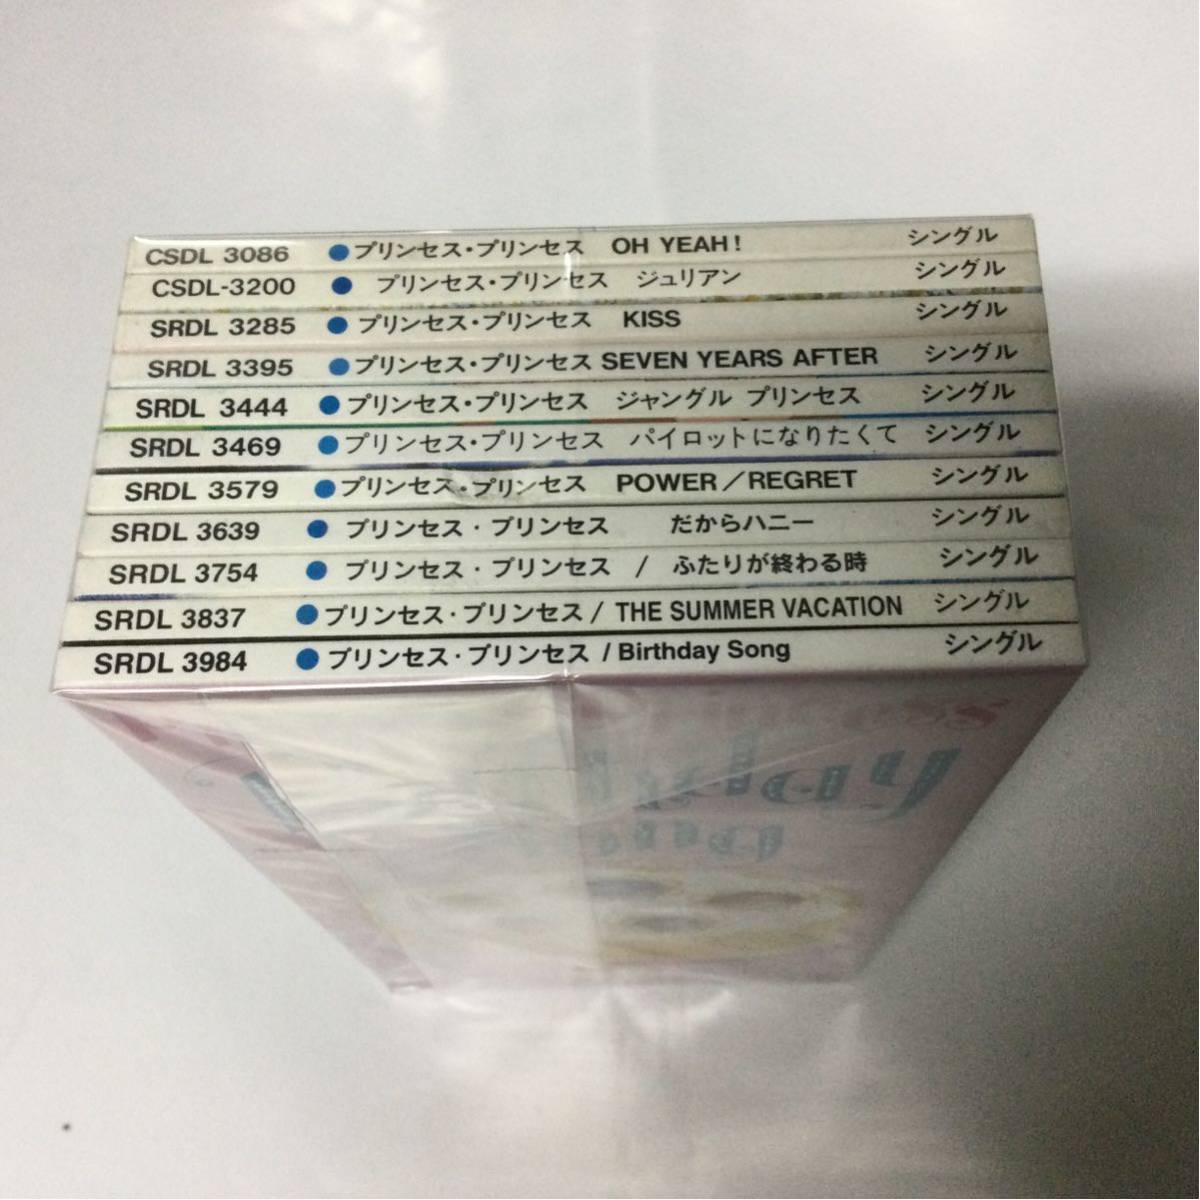 CSDL 3086 ●プリンセス・プリンセス OH YEAH! シングル
CSDL-3200 ● プリンセス・プリンセス ジュリアン シングル
SRDL 3285 ● プリンセス・プリンセス KISS シングル
SRDL 3395 ●プリンセス・プリンセス SEVEN YEARS AFTER シングル
SRDL 3444 ●プリンセス・プリンセス ジャングル プリンセス シングル
SRDL 3469 ●プリンセス・プリンセス パイロットになりたくて シングル
SRDL 3579 ●プリンセス・プリンセス POWER／REGRET シングル
SRDL 3639 ● プリンセス・プリンセス だからハニー シングル
SRDL 3754 ● プリンセス・プリンセス / ふたりが終わる時 シングル
SRDL 3837 ●プリンセス・プリンセス / THE SUMMER VACATION シングル
SRDL 3984 ●プリンセス・プリンセス / Birthday Song シングル